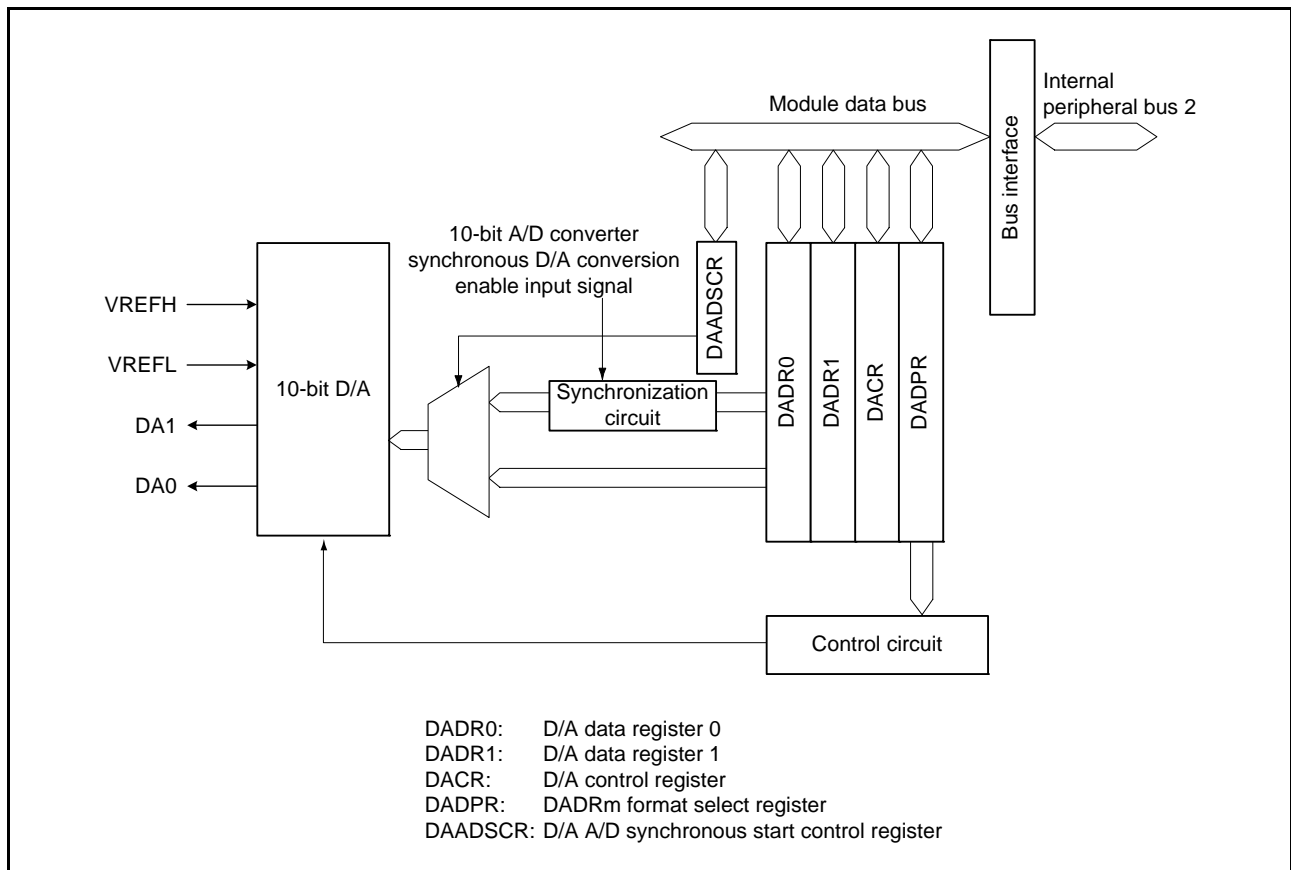 Module data bus
Internal
peripheral bus 2
Bus interface
10-bit A/D converter
synchronous D/A conversion
enable input signal
DAADSCR
VREFH
VREFL
DA1
DA0
10-bit D/A
Synchronization
circuit
DADR0
DADR1
DACR
DADPR
Control circuit
DADR0: D/A data register 0
DADR1: D/A data register 1
DACR: D/A control register
DADPR: DADRm format select register
DAADSCR: D/A A/D synchronous start control register